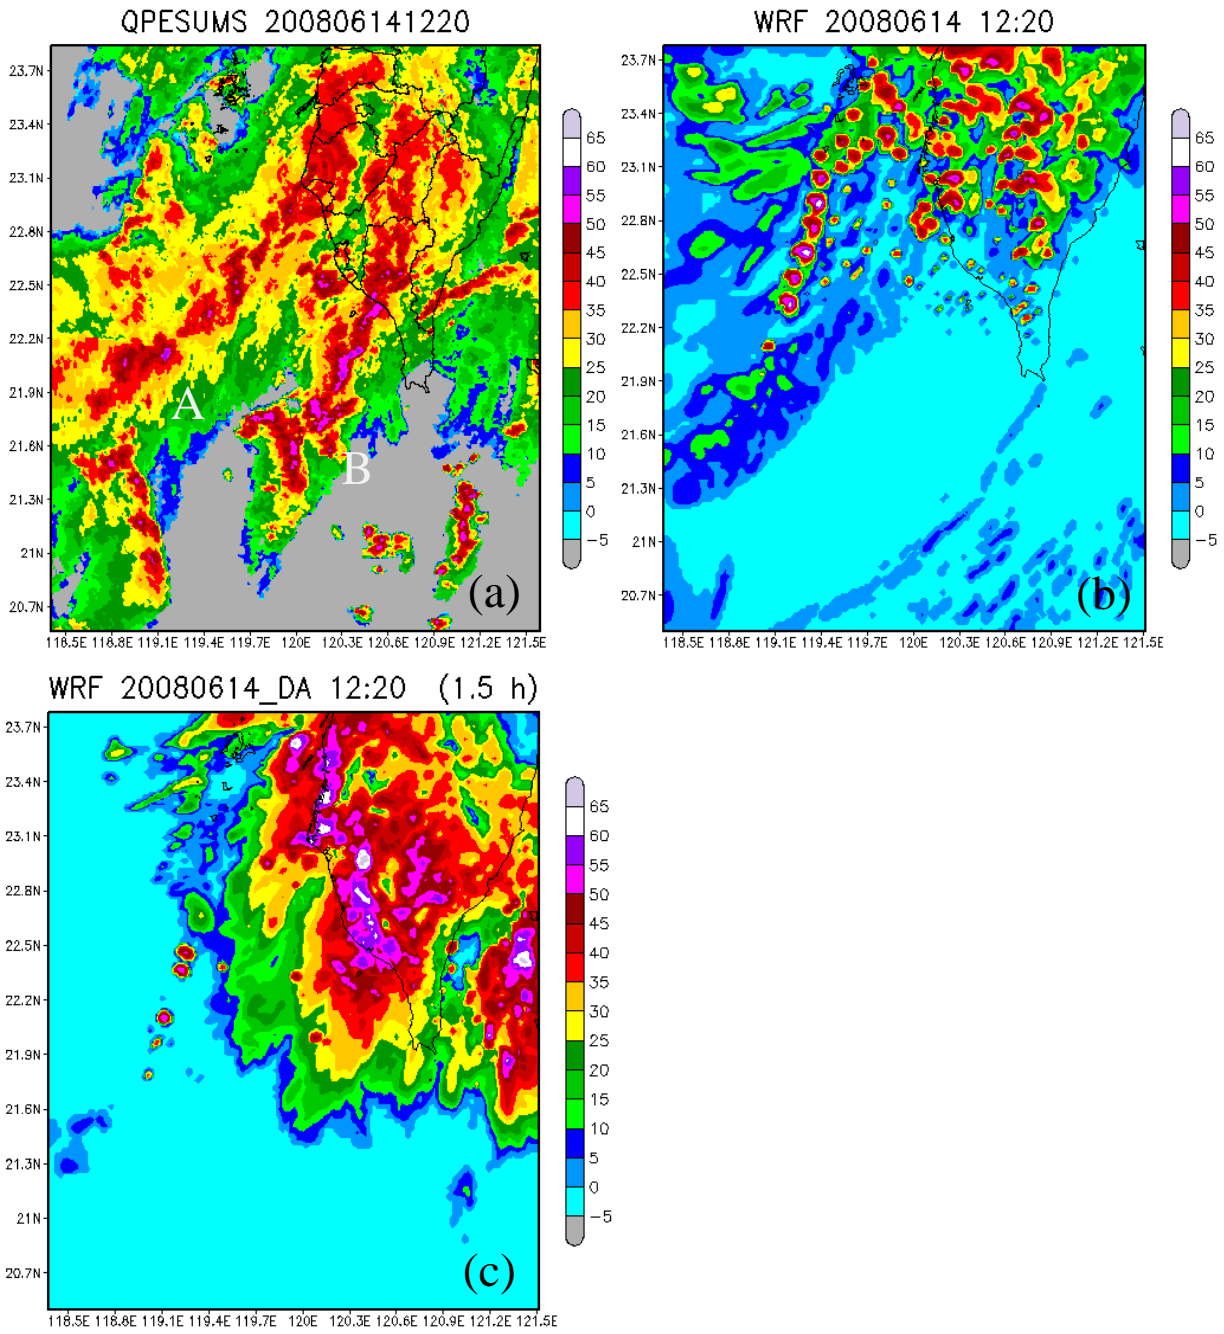 QPESUMS 200806141220
23.7N
23.4N
23.1N
22.8N
22.5N
22.2N
21.9N
21.6N
21.3N
21N
20.7N
118.5E 118.8E 119.1E 119.4E 119.7E 120E 120.3E 120.6E 120.9E 121.2E 121.5E
A
B
(a)
65
60
55
50
45
40
35
30
25
20
15
10
5
0
-5
WRF 20080614 12:20
23.7N
23.4N
23.1N
22.8N
22.5N
22.2N
21.9N
21.6N
21.3N
21N
20.7N
118.5E 118.8E 119.1E 119.4E 119.7E 120E 120.3E 120.6E 120.9E 121.2E 121.5E
(b)
65
60
55
50
45
40
35
30
25
20
15
10
5
0
-5
WRF 20080614_DA 12:20 (1.5 h)
23.7N
23.4N
23.1N
22.8N
22.5N
22.2N
21.9N
21.6N
21.3N
21N
20.7N
118.5E 118.8E 119.1E 119.4E 119.7E 120E 120.3E 120.6E 120.9E 121.2E 121.5E
(c)
65
60
55
50
45
40
35
30
25
20
15
10
5
0
-5